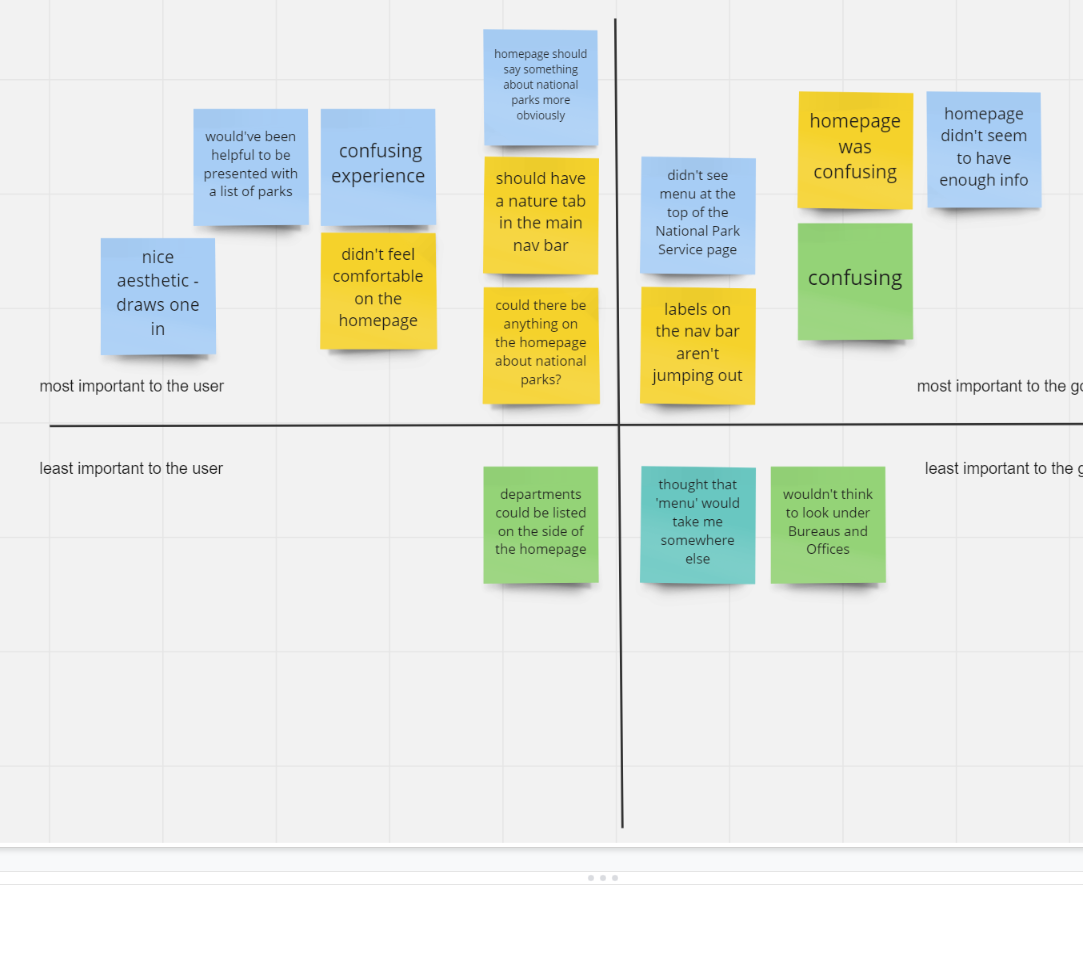 homepage should
say something
about national
parks more
obviously
would've been
helpful to be
presented with
a list of parks
confusing
experience
should have
a nature tab
in the main
nav bar
nice
aesthetic -
draws one
in
didn't feel
comfortable
on the
homepage
could there be
anything on
the homepage
about national
parks?
most important to the user
didn't see
menu at the
top of the
National Park
Service page
homepage
was
confusing
homepage
didn't seem
to have
enough info
labels on
the nav bar
aren't
jumping out
confusing
most important to the
least important to the user
departments
could be listed
on the side of
the homepage
thought that
'menu' would
take me
somewhere
else
wouldn't think
to look under
Bureaus and
Offices
least important to the